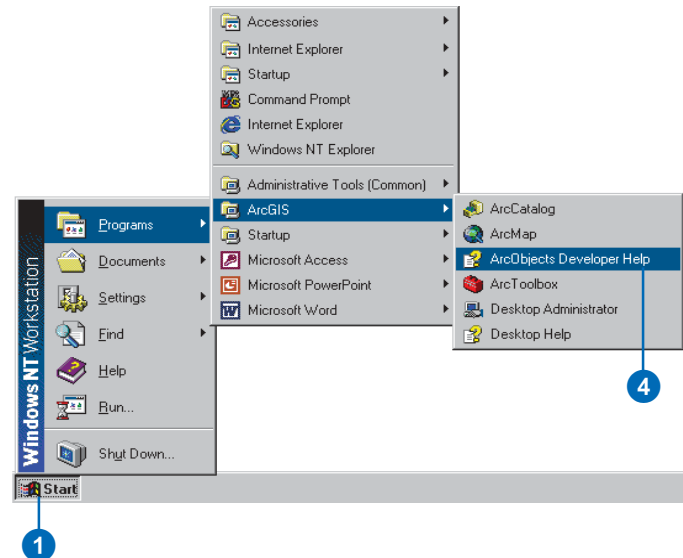 Accessories
Internet Explorer
Startup
Command Prompt
Internet Explorer
Windows NT Explorer
Administrative Tools (Common)
ArcGIS
Startup
Microsoft Access
Microsoft PowerPoint
Microsoft Word
ArcCatalog
ArcMap
ArcObjects Developer Help
ArcToolbox
Desktop Administrator
Desktop Help
4
Windows NT Workstation
Programs
Documents
Settings
Find
Help
Run...
Shut Down...
Start
1